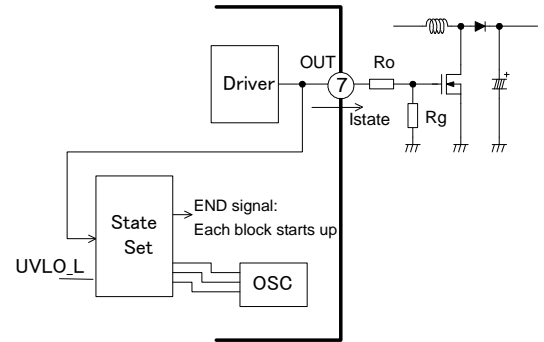 OUT
Ro
Driver
7
Istate
Rg
State
Set
END signal:
Each block starts up
UVLO_L
OSC
+